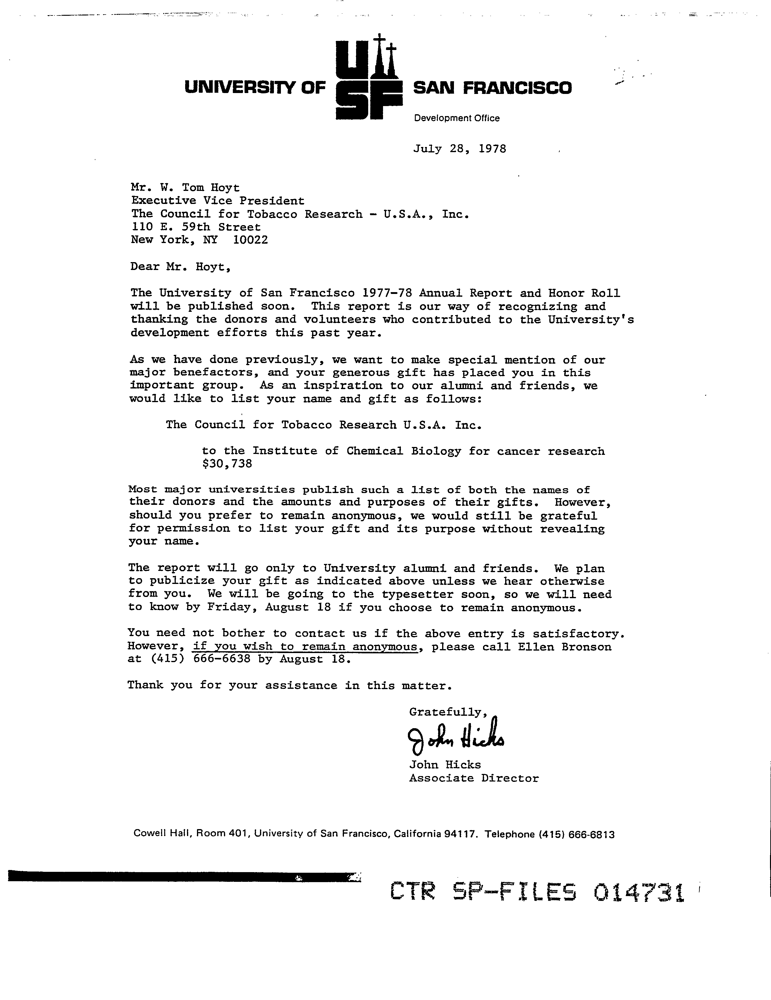 UNIVERSITY OF USF SAN FRANCISCO
Development Office
July 28, 1978
Mr. W. Tom Hoyt
Executive Vice President
The Council for Tobacco Research - U.S.A., Inc.
110 E. 59th Street
New York, NY 10022
Dear Mr. Hoyt,
The University of San Francisco 1977-78 Annual Report and Honor Roll
will be published soon. This report is our way of recognizing and
thanking the donors and volunteers who contributed to the University's
development efforts this past year.
As we have done previously, we want to make special mention of our
major benefactors, and your generous gift has placed you in this
important group. As an inspiration to our alumni and friends, we
would like to list your name and gift as follows:
The Council for Tobacco Research U.S.A. Inc.
to the Institute of Chemical Biology for cancer research
$30,738
Most major universities publish such a list of both the names of
their donors and the amounts and purposes of their gifts. However,
should you prefer to remain anonymous, we would still be grateful
for permission to list your gift and its purpose without revealing
your name.
The report will go only to University alumni and friends. We plan
to publicize your gift as indicated above unless we hear otherwise
from you. We will be going to the typesetter soon, so we will need
to know by Friday, August 18 if you choose to remain anonymous.
You need not bother to contact us if the above entry is satisfactory.
However, if you wish to remain anonymous, please call Ellen Bronson
at (415) 666-6638 by August 18.
Thank you for your assistance in this matter.
Gratefully,
John Hicks
John Hicks
Associate Director
Cowell Hall, Room 401, University of San Francisco, California 94117. Telephone (415) 666-6813
CTR SP-FILES 014731